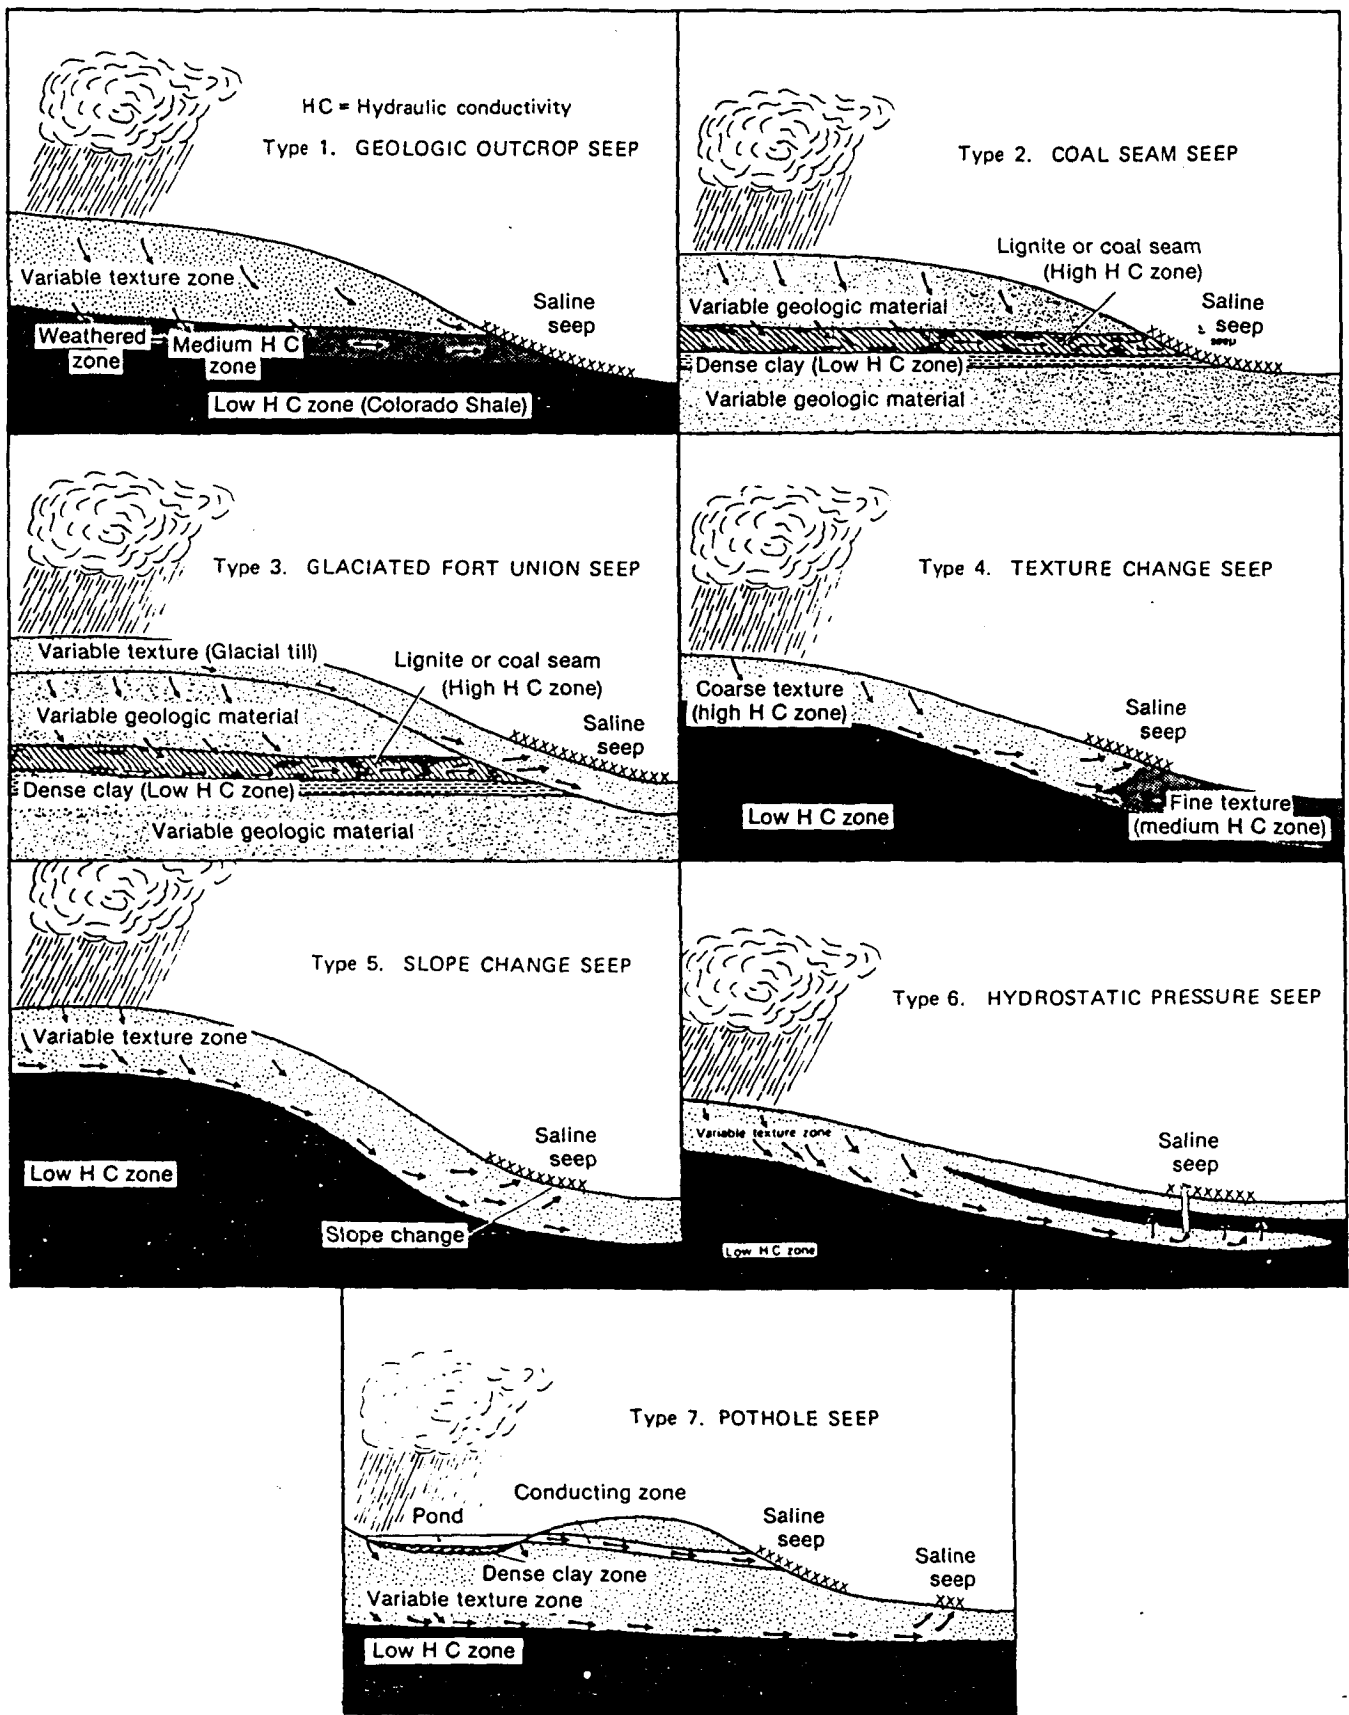 HC = Hydraulic conductivity
Type 1. GEOLOGIC OUTCROP SEEP
Variable texture zone
Saline
seep
Weathered
zone
Medium H C
zone
Low H C zone (Colorado Shale)
Type 2. COAL SEAM SEEP
Lignite or coal seam
(High H C zone)
Variable geologic material
Saline
seep
seep
Dense clay (Low H C zone)
Variable geologic material
Type 3. GLACIATED FORT UNION SEEP
Variable texture (Glacial till)
Lignite or coal seam
(High H C zone)
Variable geologic material
Saline
seep
Dense clay (Low H C zone)
Variable geologic material
Type 4. TEXTURE CHANGE SEEP
Coarse texture
(high H C zone)
Saline
seep
Low H C zone
Fine texture
(medium H C zone)
Type 5. SLOPE CHANGE SEEP
Variable texture zone
Saline
seep
Low H C zone
Slope change
Type 6. HYDROSTATIC PRESSURE SEEP
Variable texture zone
Saline
seep
Low H C zone
Type 7. POTHOLE SEEP
Conducting zone
Pond
Saline
seep
Dense clay zone
Saline
seep
Variable texture zone
Low H C zone